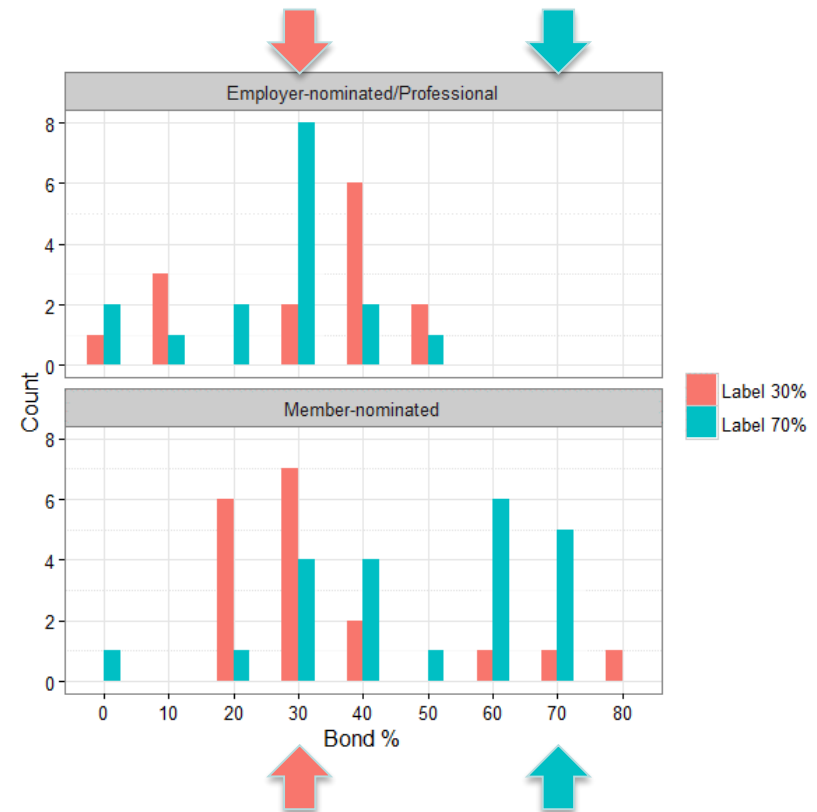 Employer-nominated/Professional
8
6
4
2
0
Member-nominated
8
6
4
2
0
Count
0 10 20 30 40 50 60 70 80
Bond %
Label 30%
Label 70%